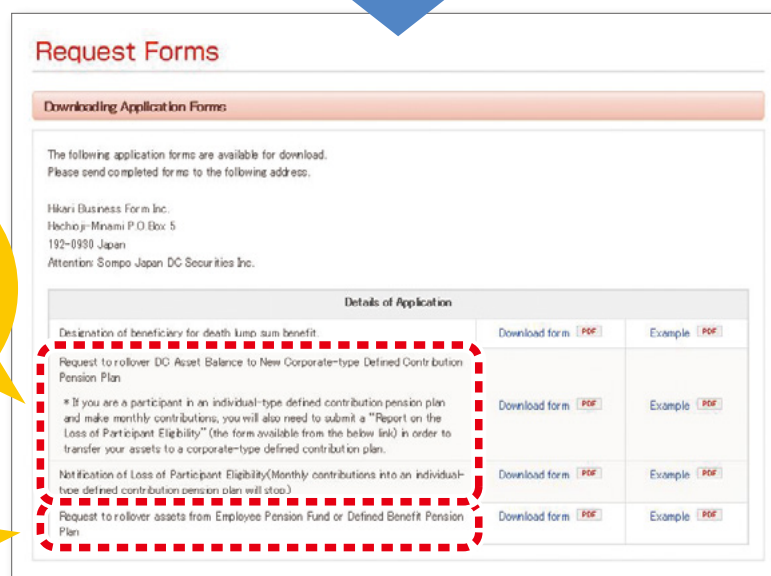 Request Forms
Downloading Application Forms
The following application forms are available for download.
Please send completed forms to the following address.
Hikari Business Form Inc.
Hachioji-Minami P.O.Box 5
192-0930 Japan
Attention: Sompo Japan DC Securities Inc.
Details of Application
Designation of beneficiary for death lump sum benefit. Download form PDF Example PDF
Request to rollover DC Asset Balance to New Corporate-type Defined Contribution
Pension Plan
* If you are a participant in an individual-type defined contribution pension plan
and make monthly contributions, you will also need to submit a "Report on the
Loss of Participant Eligibility" (the form available from the below link) in order to
transfer your assets to a corporate-type defined contribution plan.
Download form PDF Example PDF
Notification of Loss of Participant Eligibility(Monthly contributions into an individual-
type defined contribution pension plan will stop.)
Download form PDF Example PDF
Request to rollover assets from Employee Pension Fund or Defined Benefit Pension
Plan
Download form PDF Example PDF